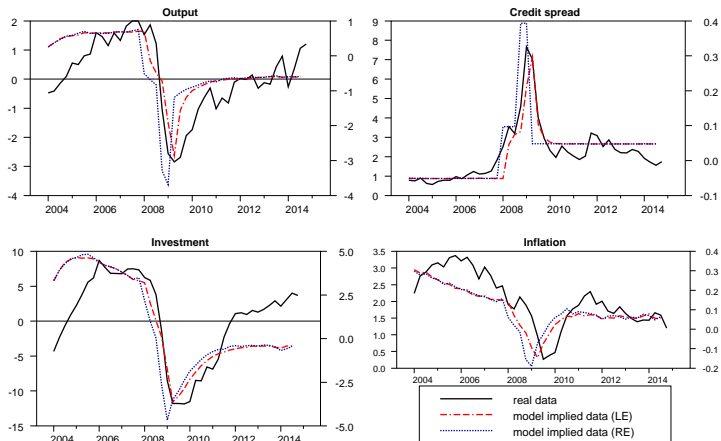 Output
2 1
1 0
0 -1
-1
-2 -2
-3 -3
-4 -4
2004 2006 2008 2010 2012 2014
Credit spread
9 0.4
8
7 0.3
6
5 0.2
4 0.1
3
2 0.0
1
0 -0.1
2004 2006 2008 2010 2012 2014
Investment
10 5.0
5 2.5
0 0.0
-5
-10 -2.5
-15 -5.0
2004 2006 2008 2010 2012 2014
Inflation
3.5 0.4
3.0 0.3
2.5 0.2
2.0 0.1
1.5 0.0
1.0
0.5 -0.1
0.0 -0.2
2004 2006 2008 2010 2012 2014
real data
model implied data (LE)
model implied data (RE)